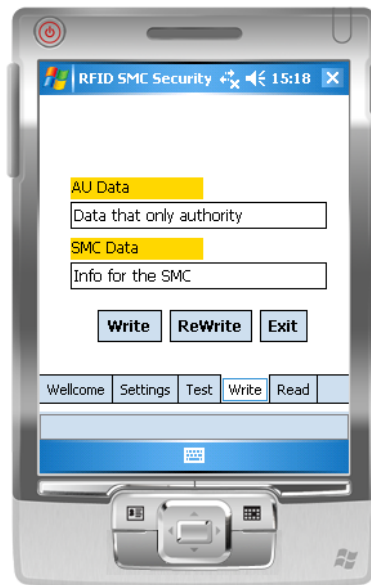 RFID SMC Security 15:18
AU Data
Data that only authority
SMC Data
Info for the SMC
Write ReWrite Exit
Wellcome Settings Test Write Read